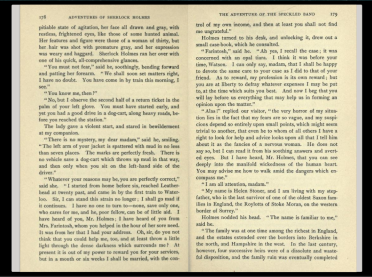 178 ADVENTURES OF SHERLOCK HOLMES
pitiable state of agitation, her face all drawn and gray, with
restless, frightened eyes, like those of some hunted animal.
Her features and figure were those of a woman of thirty, but
her hair was shot with premature gray, and her expression
was weary and haggard. Sherlock Holmes ran her over with
one of his quick, all-comprehensive glances.
"You must not fear," said he, soothingly, bending forward
and patting her forearm. "We shall soon set matters right,
I have no doubt. You have come in by train this morning, I
see."
"You know me, then?"
"No, but I observe the second half of a return ticket in the
palm of your left glove. You must have started early, and
yet you had a good drive in a dog-cart, along heavy roads, be-
fore you reached the station."
The lady gave a violent start, and stared in bewilderment
at my companion.
"There is no mystery, my dear madam," said he, smiling.
"The left arm of your jacket is spattered with mud in no less
than seven places. The marks are perfectly fresh. There is
no vehicle save a dog-cart which throws up mud in that way,
and then only when you sit on the left-hand side of the
driver."
"Whatever your reasons may be, you are perfectly correct,"
said she. "I started from home before six, reached Leather-
head at twenty past, and came in by the first train to Water-
loo. Sir, I can stand this strain no longer; I shall go mad if
it continues. I have no one to turn to—none, save only one,
who cares for me, and he, poor fellow, can be of little aid. I
have heard of you, Mr. Holmes; I have heard of you from
Mrs. Farintosh, whom you helped in the hour of her sore need.
It was from her that I had your address. Oh, sir, do you not
think that you could help me, too, and at least throw a little
light through the dense darkness which surrounds me? At
present it is out of my power to reward you for your services,
but in a month or six weeks I shall be married, with the con-
THE ADVENTURE OF THE SPECKLED BAND 179
trol of my own income, and then at least you shall not find
me ungrateful."
Holmes turned to his desk, and unlocking it, drew out a
small case-book, which he consulted.
"Farintosh," said he. "Ah yes, I recall the case; it was
concerned with an opal tiara. I think it was before your
time, Watson. I can only say, madam, that I shall be happy
to devote the same care to your case as I did to that of your
friend. As to reward, my profession is its own reward; but
you are at liberty to defray whatever expenses I may be put
to, at the time which suits you best. And now I beg that you
will lay before us everything that may help us in forming an
opinion upon the matter."
"Alas!" replied our visitor, "the very horror of my situa-
tion lies in the fact that my fears are so vague, and my suspi-
cions depend so entirely upon small points, which might seem
trivial to another, that even he to whom of all others I have a
right to look for help and advice looks upon all that I tell him
about it as the fancies of a nervous woman. He does not
say so, but I can read it from his soothing answers and avert-
ed eyes. But I have heard, Mr. Holmes, that you can see
deeply into the manifold wickedness of the human heart.
You may advise me how to walk amid the dangers which en-
compass me."
"I am all attention, madam."
"My name is Helen Stoner, and I am living with my step-
father, who is the last survivor of one of the oldest Saxon fam-
ilies in England, the Roylotts of Stoke Moran, on the western
border of Surrey."
Holmes nodded his head. "The name is familiar to me,"
said he.
"The family was at one time among the richest in England,
and the estates extended over the borders into Berkshire in
the north, and Hampshire in the west. In the last century,
however, four successive heirs were of a dissolute and waste-
ful disposition, and the family ruin was eventually completed